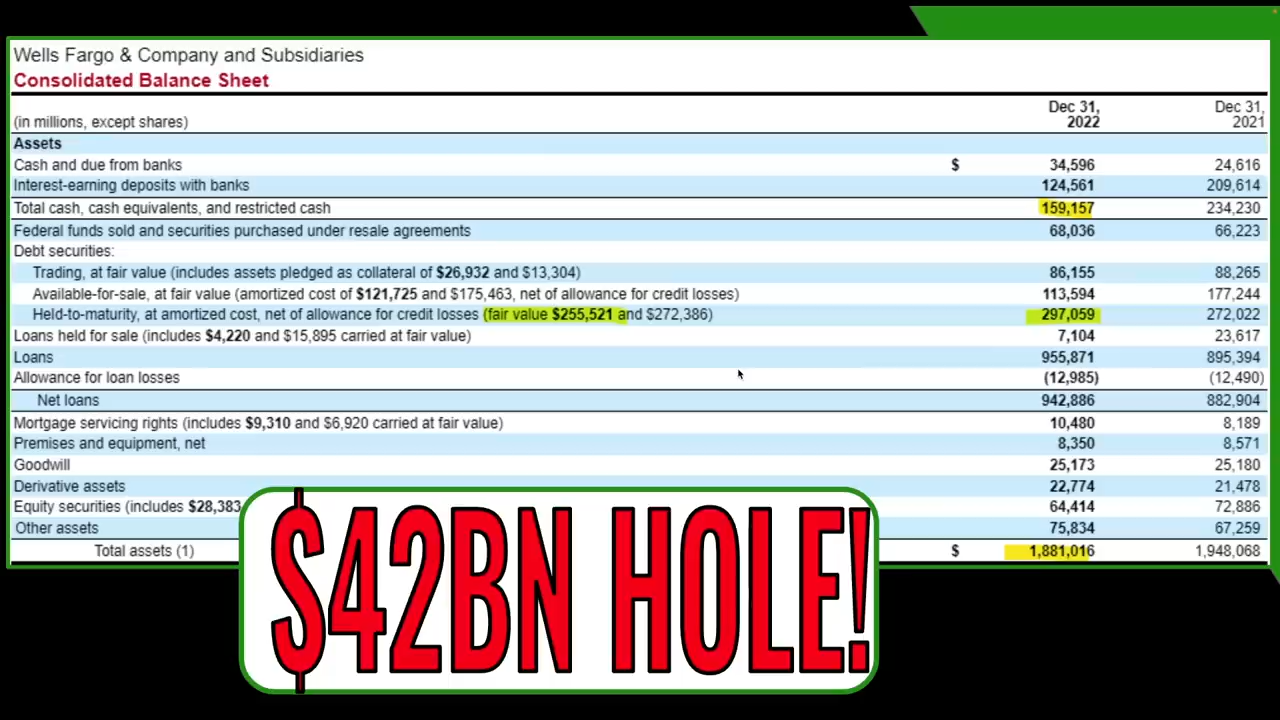 Wells Fargo & Company and Subsidiaries
Consolidated Balance Sheet
(in millions, except shares) Dec 31, 2022 Dec 31, 2021
Assets
Cash and due from banks $ 34,596 24,616
Interest-earning deposits with banks 124,561 209,614
Total cash, cash equivalents, and restricted cash 159,157 234,230
Federal funds sold and securities purchased under resale agreements 68,036 66,223
Debt securities:
Trading, at fair value (includes assets pledged as collateral of $26,932 and $13,304) 86,155 88,265
Available-for-sale, at fair value (amortized cost of $121,725 and $175,463, net of allowance for credit losses) 113,594 177,244
Held-to-maturity, at amortized cost, net of allowance for credit losses (fair value $255,521 and $272,386) 297,059 272,022
Loans held for sale (includes $4,220 and $15,895 carried at fair value) 7,104 23,617
Loans 955,871 895,394
Allowance for loan losses (12,985) (12,490)
Net loans 942,886 882,904
Mortgage servicing rights (includes $9,310 and $6,920 carried at fair value) 10,480 8,189
Premises and equipment, net 8,350 8,571
Goodwill 25,173 25,180
Derivative assets 22,774 21,478
Equity securities (includes $28,383 64,414 72,886
Other assets 75,834 67,259
Total assets (1) $ 1,881,016 1,948,068
$42BN HOLE!